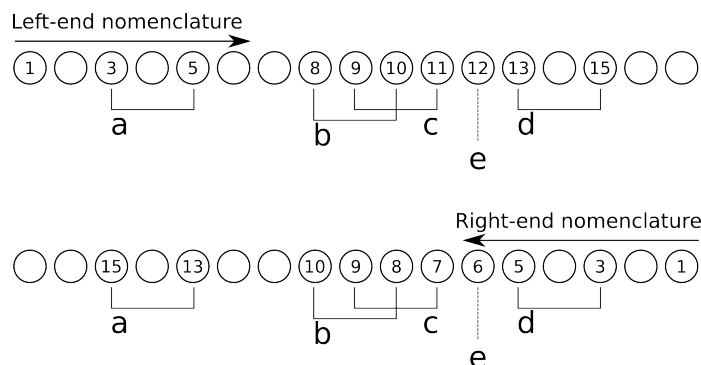 Left-end nomenclature
1 3 5 8 9 10 11 12 13 15
a b c d
e
Right-end nomenclature
15 13 10 9 8 7 6 5 3 1
a b c d
e